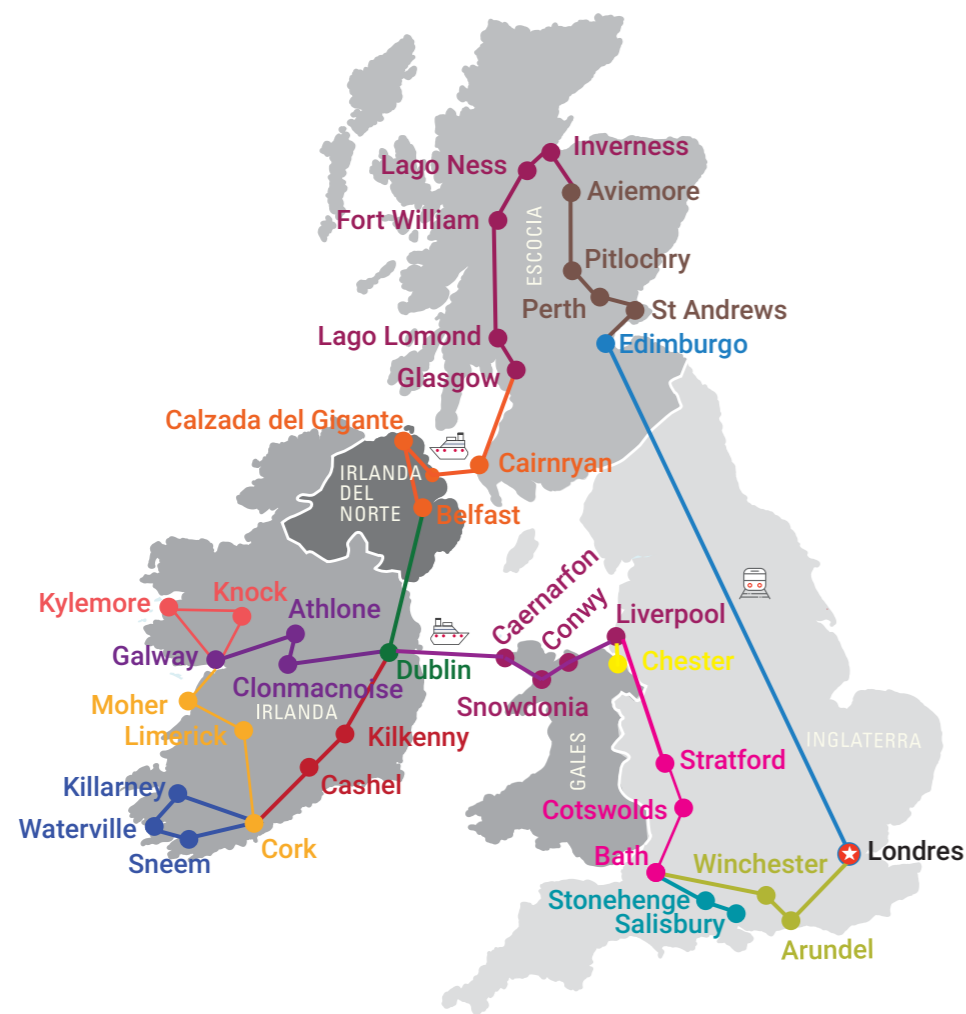 Inverness
Lago Ness
Aviemore
Fort William
ESCOCIA
Pitlochry
Perth
St Andrews
Lago Lomond
Edimburgo
Glasgow
Calzada del Gigante
Cairnryan
IRLANDA
DEL
NORTE
Belfast
Caernarfon
Conwy
Knock
Kylemore
Athlone
Liverpool
Galway
Chester
Dublin
Clonmacnoise
Moher
IRLANDA
Snowdonia
Limerick
Kilkenny
INGLATERRA
GALES
Stratford
Killarney
Cashel
Cotswolds
Waterville
Sneem
Cork
Bath
Winchester
Londres
Stonehenge
Salisbury
Arundel